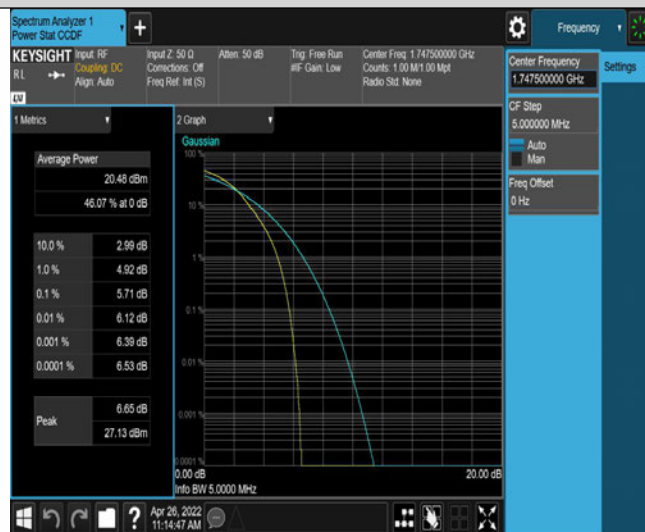 Spectrum Analyzer 1
Power Stat CCDF
Frequency
KEYSIGHT
Input: RF
Coupling: DC
Align: Auto
Input Z: 50 Ω
Corrections: Off
Freq Ref: Int (S)
Atten: 50 dB
Trig: Free Run
#IF Gain: Low
Center Freq: 1.747500000 GHz
Counts: 1.00 M/1.00 Mpt
Radio Std: None
RL
LXI
Center Frequency
1.747500000 GHz
Settings
CF Step
5.000000 MHz
Auto
Man
Freq Offset
0 Hz
1 Metrics
Average Power
20.48 dBm
46.07 % at 0 dB
10.0 % 2.99 dB
1.0 % 4.92 dB
0.1 % 5.71 dB
0.01 % 6.12 dB
0.001 % 6.39 dB
0.0001 % 6.53 dB
Peak 6.65 dB
27.13 dBm
2 Graph
Gaussian
100 %
10 %
1 %
0.1 %
0.01 %
0.001 %
0.0001 %
0.00 dB 20.00 dB
Info BW 5.0000 MHz
Apr 26, 2022
11:14:47 AM